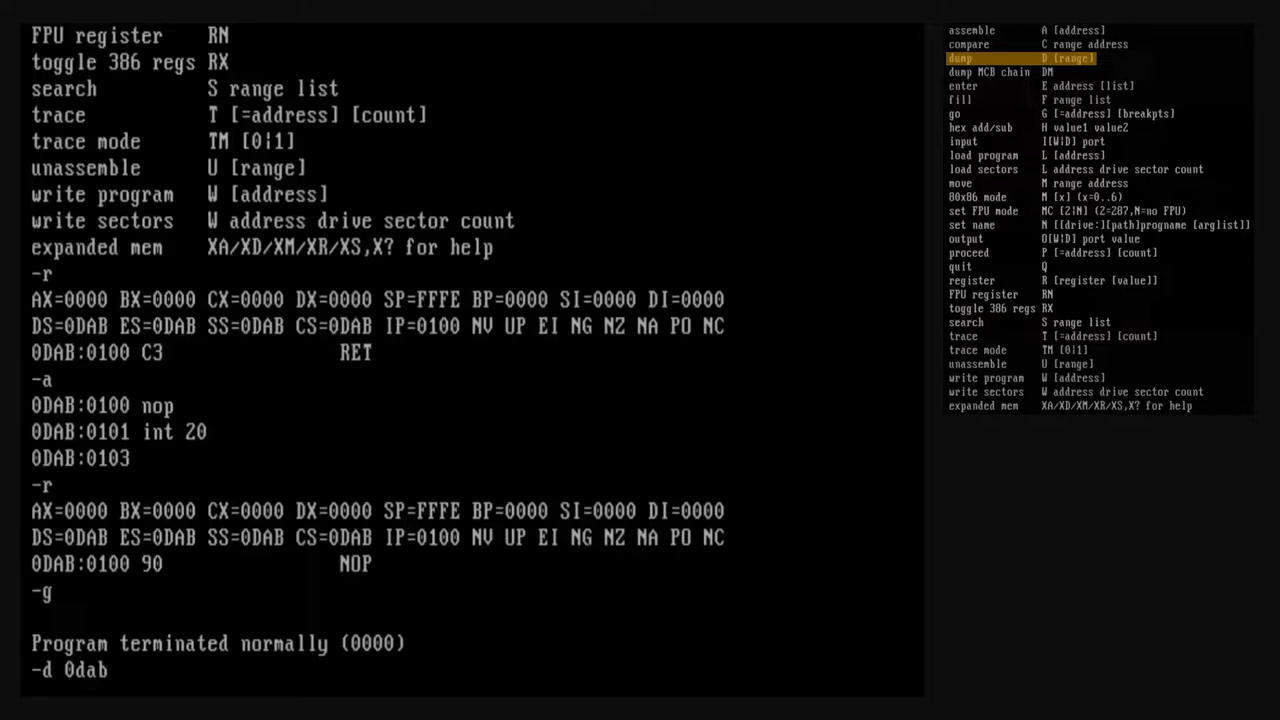 FPU register RN
toggle 386 regs RX
search S range list
trace T [=address] [count]
trace mode TM [0¦1]
unassemble U [range]
write program W [address]
write sectors W address drive sector count
expanded mem XA/XD/XM/XR/XS,X? for help
-r
AX=0000 BX=0000 CX=0000 DX=0000 SP=FFFE BP=0000 SI=0000 DI=0000
DS=0DAB ES=0DAB SS=0DAB CS=0DAB IP=0100 NV UP EI NG NZ NA PO NC
0DAB:0100 C3 RET
-a
0DAB:0100 nop
0DAB:0101 int 20
0DAB:0103
-r
AX=0000 BX=0000 CX=0000 DX=0000 SP=FFFE BP=0000 SI=0000 DI=0000
DS=0DAB ES=0DAB SS=0DAB CS=0DAB IP=0100 NV UP EI NG NZ NA PO NC
0DAB:0100 90 NOP
-g
Program terminated normally (0000)
-d 0dab
assemble A [address]
compare C range address
dump D [range]
dump MCB chain DM
enter E address [list]
fill F range list
go G [=address] [breakpts]
hex add/sub H value1 value2
input I[W¦D] port
load program L [address]
load sectors L address drive sector count
move M range address
80x86 mode M [x] (x=0..6)
set FPU mode MC [2¦N] (2=287,N=no FPU)
set name N [[drive:][path]progname [arglist]]
output O[W¦D] port value
proceed P [=address] [count]
quit Q
register R [register [value]]
FPU register RN
toggle 386 regs RX
search S range list
trace T [=address] [count]
trace mode TM [0¦1]
unassemble U [range]
write program W [address]
write sectors W address drive sector count
expanded mem XA/XD/XM/XR/XS,X? for help